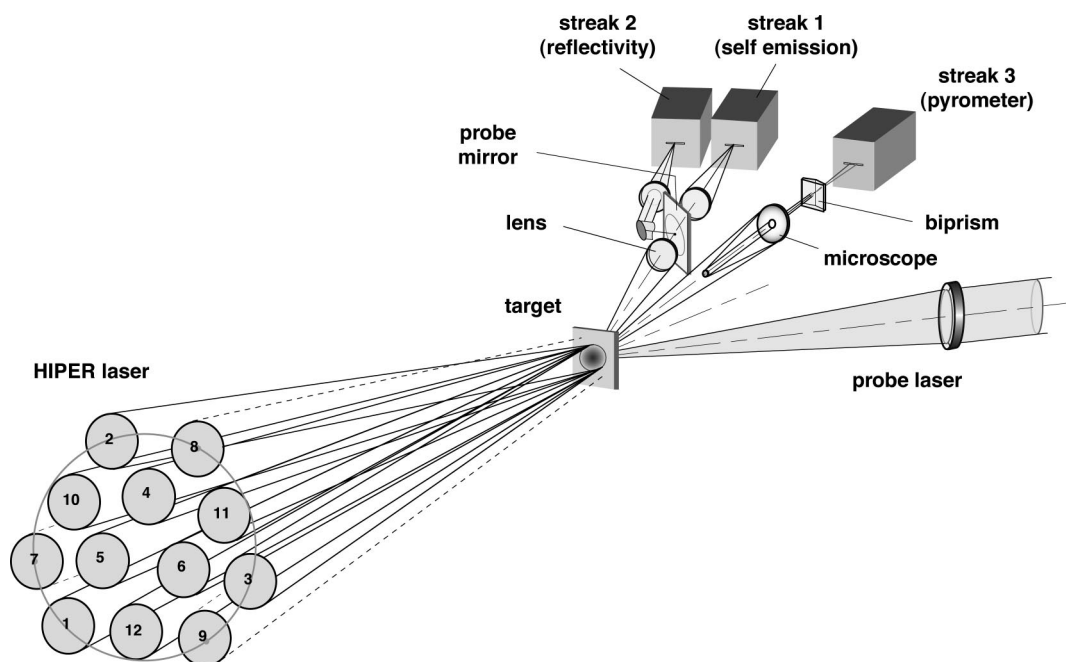 streak 2
(reflectivity)
streak 1
(self emission)
streak 3
(pyrometer)
probe
mirror
lens
biprism
microscope
target
HIPER laser
probe laser
2
8
10
4
11
7
5
6
3
1
12
9